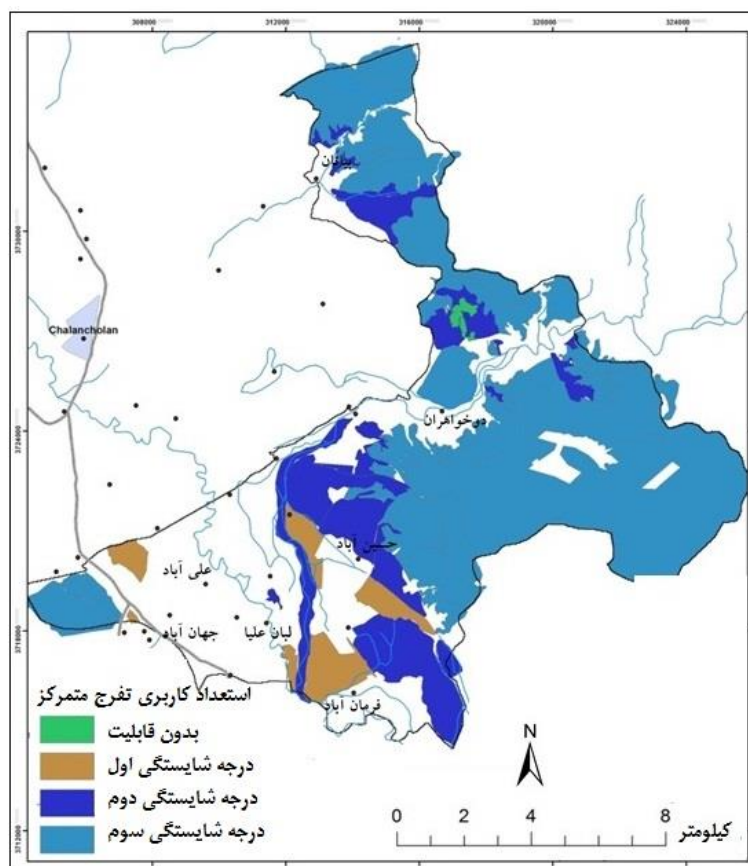 308000 312000 316000 320000 324000
بیاتان
3730000
Chalancholan
3724000
دوخواهران
حسین آباد
علی آباد
3718000
جهان آباد
لبان علیا
فرمان آباد
استعداد کاربری تفرج متمرکز
بدون قابلیت
درجه شایستگی اول
درجه شایستگی دوم
درجه شایستگی سوم
N
0 2 4 8 کیلومتر
3712000